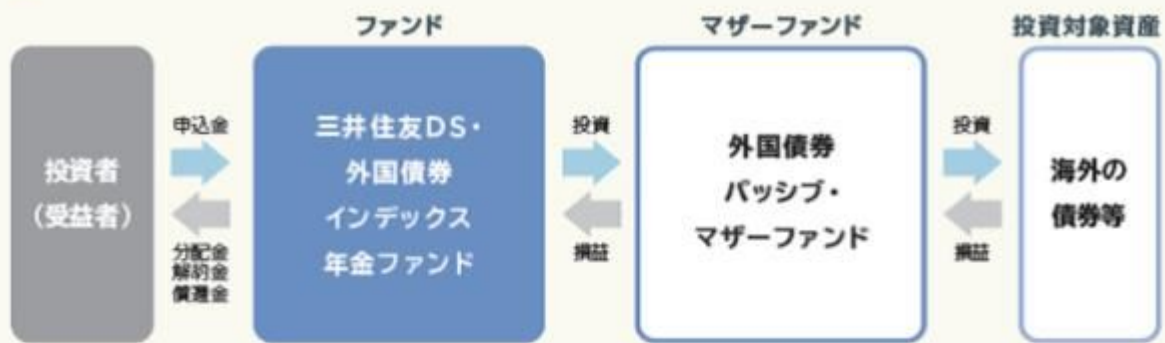 ファンド
マザーファンド
投資対象資産
投資者
（受益者）
申込金
分配金
解約金
償還金
三井住友DS・
外国債券
インデックス
年金ファンド
投資
損益
外国債券
パッシブ・
マザーファンド
投資
損益
海外の
債券等